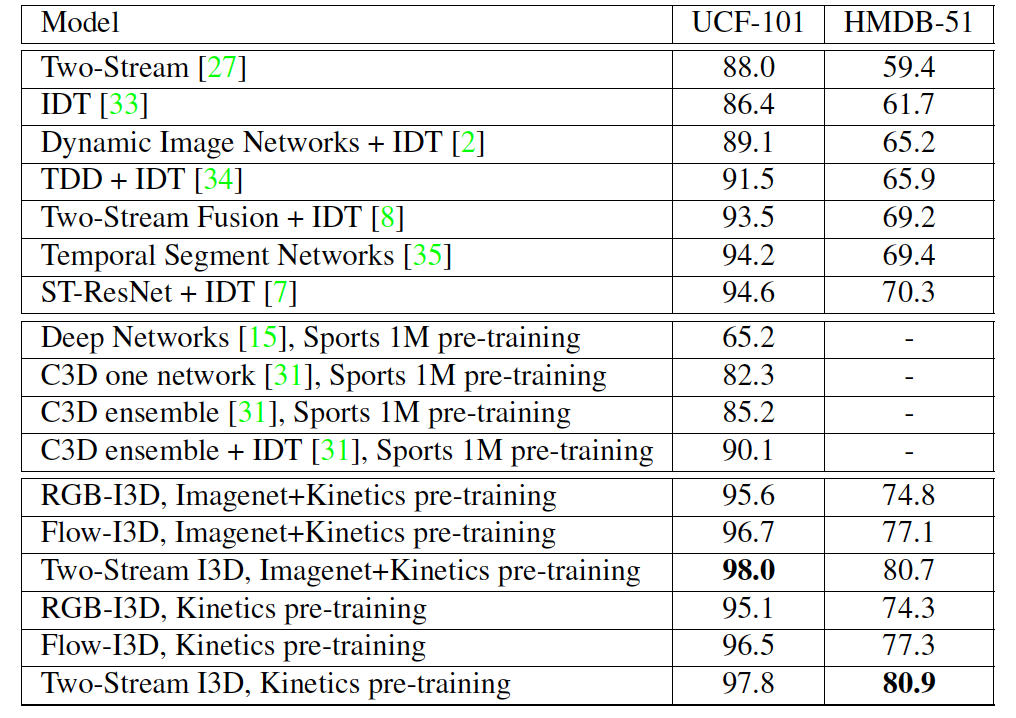 Model UCF-101 HMDB-51
Two-Stream [27] 88.0 59.4
IDT [33] 86.4 61.7
Dynamic Image Networks + IDT [2] 89.1 65.2
TDD + IDT [34] 91.5 65.9
Two-Stream Fusion + IDT [8] 93.5 69.2
Temporal Segment Networks [35] 94.2 69.4
ST-ResNet + IDT [7] 94.6 70.3
Deep Networks [15], Sports 1M pre-training 65.2 -
C3D one network [31], Sports 1M pre-training 82.3 -
C3D ensemble [31], Sports 1M pre-training 85.2 -
C3D ensemble + IDT [31], Sports 1M pre-training 90.1 -
RGB-I3D, Imagenet+Kinetics pre-training 95.6 74.8
Flow-I3D, Imagenet+Kinetics pre-training 96.7 77.1
Two-Stream I3D, Imagenet+Kinetics pre-training 98.0 80.7
RGB-I3D, Kinetics pre-training 95.1 74.3
Flow-I3D, Kinetics pre-training 96.5 77.3
Two-Stream I3D, Kinetics pre-training 97.8 80.9